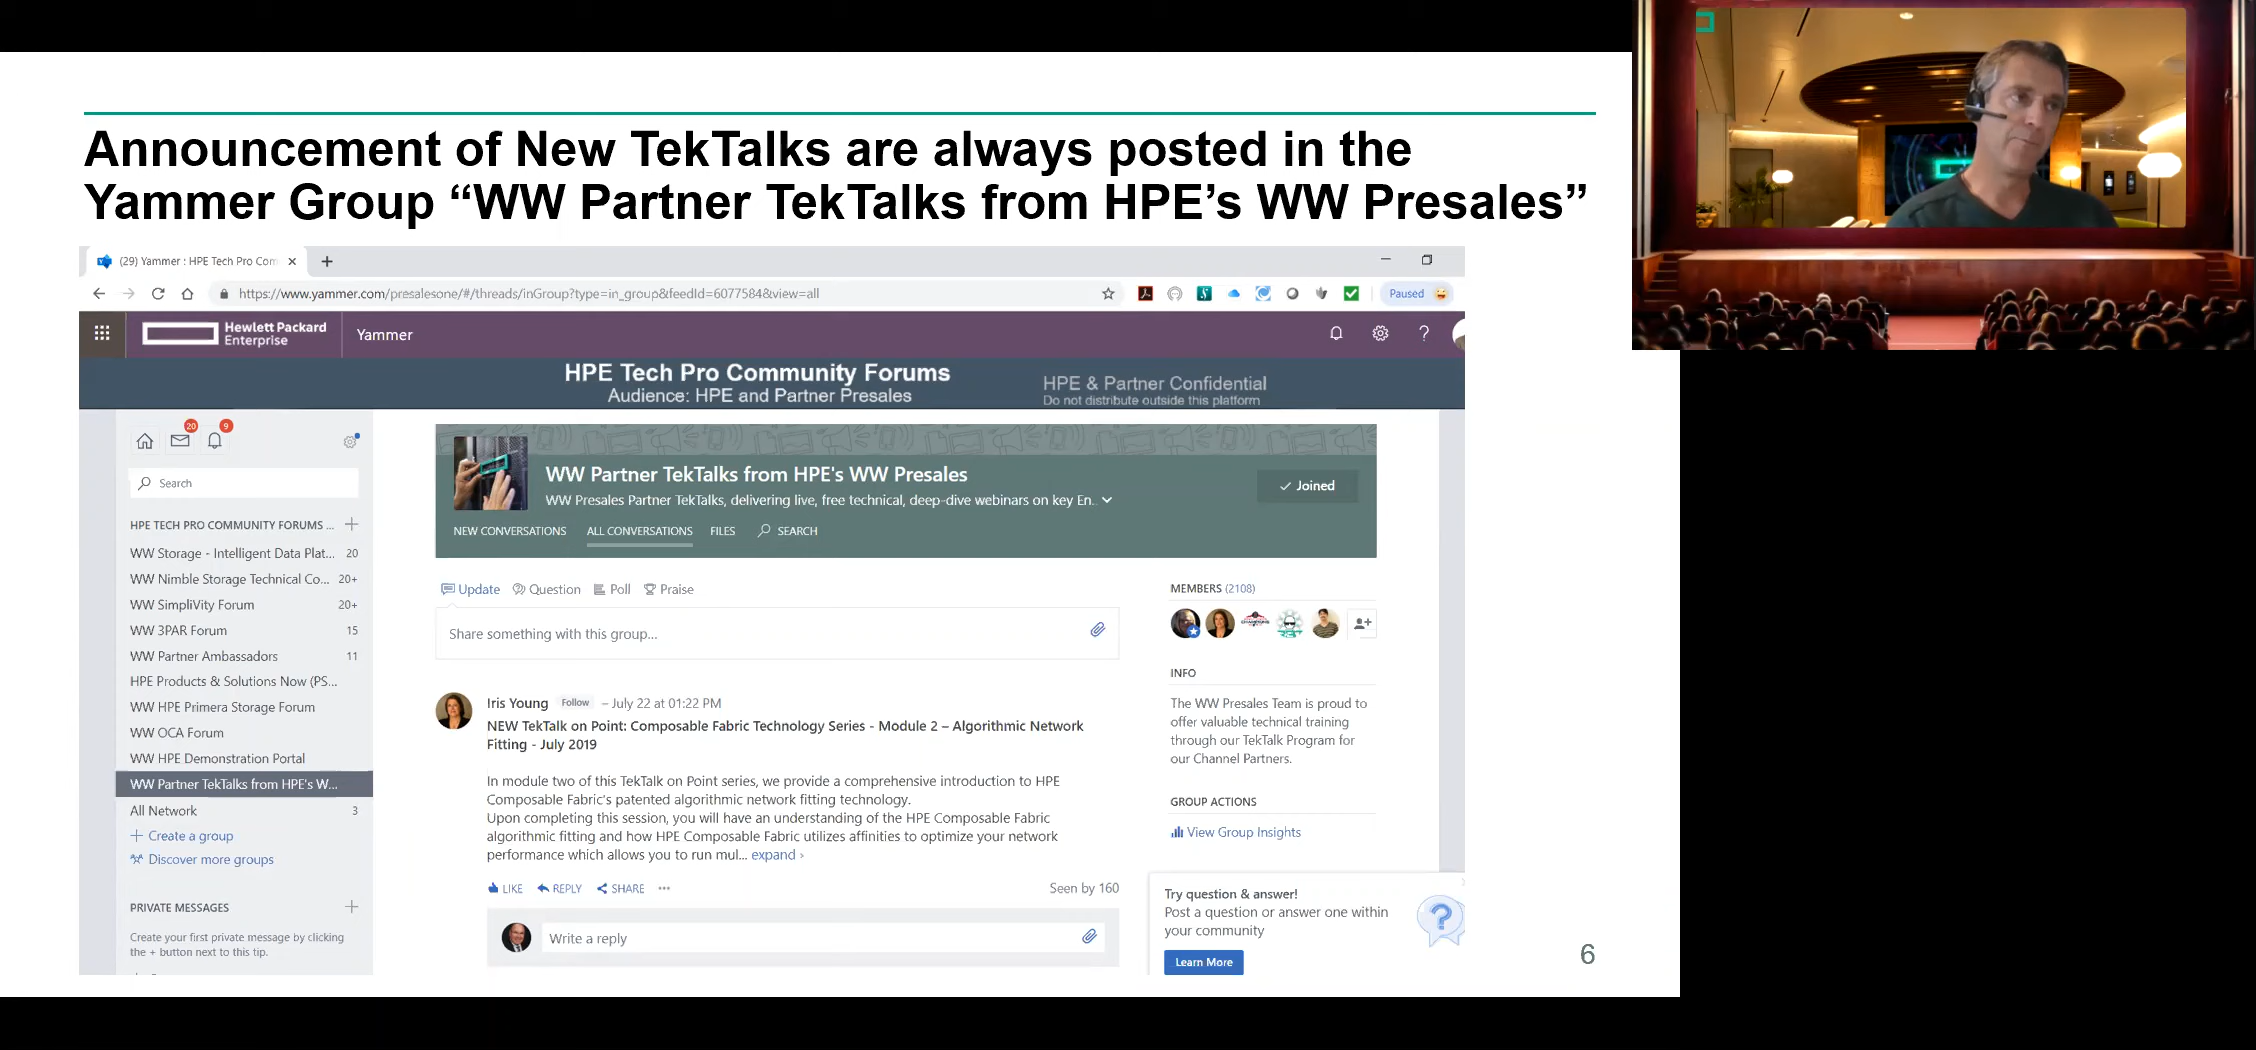 Announcement of New TekTalks are always posted in the
Yammer Group “WW Partner TekTalks from HPE’s WW Presales”
(29) Yammer : HPE Tech Pro Com
https://www.yammer.com/presalesone/#/threads/inGroup?type=in_group&feedId=6077584&view=all
Paused
Hewlett Packard
Enterprise
Yammer
HPE Tech Pro Community Forums
Audience: HPE and Partner Presales
HPE & Partner Confidential
Do not distribute outside this platform
20
9
Search
HPE TECH PRO COMMUNITY FORUMS ...
WW Storage - Intelligent Data Plat... 20
WW Nimble Storage Technical Co... 20+
WW SimpliVity Forum 20+
WW 3PAR Forum 15
WW Partner Ambassadors 11
HPE Products & Solutions Now (PS...
WW HPE Primera Storage Forum
WW OCA Forum
WW HPE Demonstration Portal
WW Partner TekTalks from HPE's W...
All Network 3
Create a group
Discover more groups
PRIVATE MESSAGES
Create your first private message by clicking
the + button next to this tip.
WW Partner TekTalks from HPE's WW Presales
WW Presales Partner TekTalks, delivering live, free technical, deep-dive webinars on key En..
Joined
NEW CONVERSATIONS ALL CONVERSATIONS FILES SEARCH
Update Question Poll Praise
Share something with this group...
Iris Young Follow – July 22 at 01:22 PM
NEW TekTalk on Point: Composable Fabric Technology Series - Module 2 – Algorithmic Network
Fitting - July 2019
In module two of this TekTalk on Point series, we provide a comprehensive introduction to HPE
Composable Fabric's patented algorithmic network fitting technology.
Upon completing this session, you will have an understanding of the HPE Composable Fabric
algorithmic fitting and how HPE Composable Fabric utilizes affinities to optimize your network
performance which allows you to run mul... expand ›
LIKE REPLY SHARE ... Seen by 160
Write a reply
MEMBERS (2108)
INFO
The WW Presales Team is proud to
offer valuable technical training
through our TekTalk Program for
our Channel Partners.
GROUP ACTIONS
View Group Insights
Try question & answer!
Post a question or answer one within
your community
Learn More
6